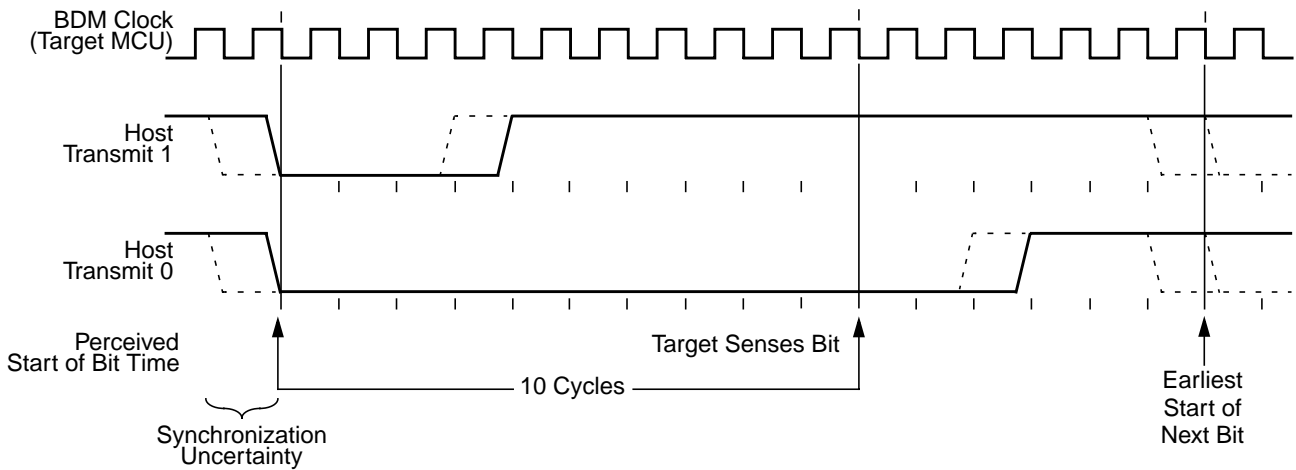 BDM Clock
(Target MCU)
Host
Transmit 1
Host
Transmit 0
Perceived
Start of Bit Time
Target Senses Bit
10 Cycles
Earliest
Start of
Next Bit
Synchronization
Uncertainty